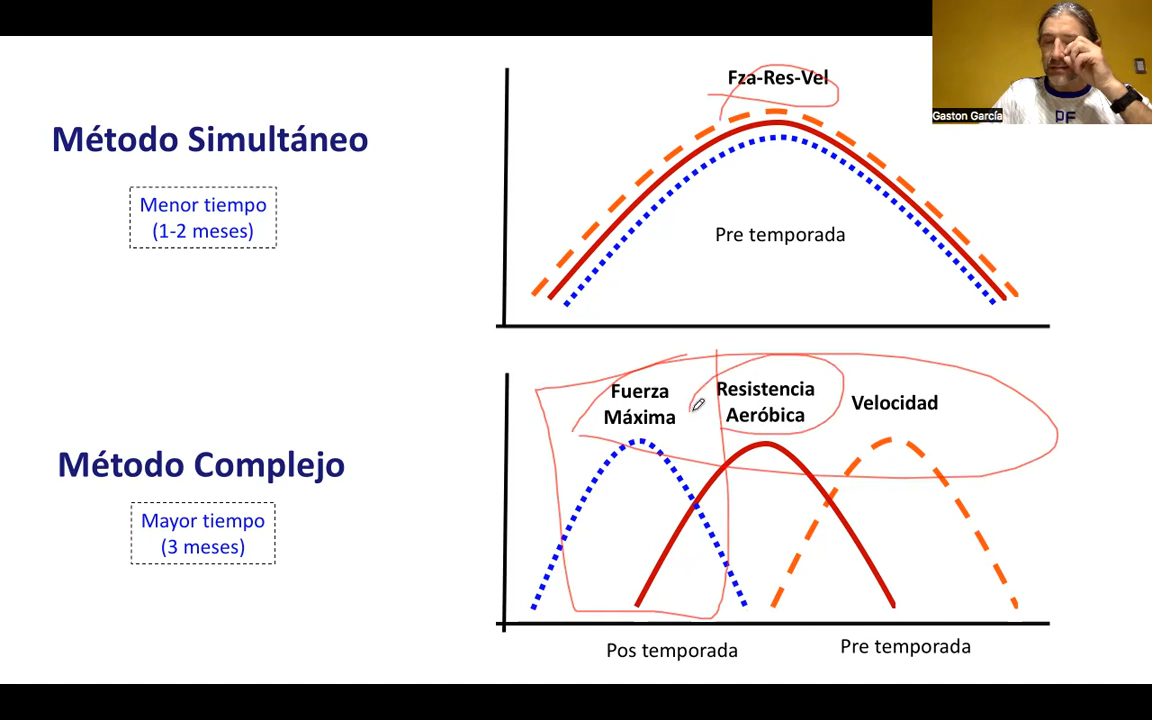 Fza-Res-Vel
Método Simultáneo
Menor tiempo
(1-2 meses)
Pre temporada
Gaston García
PF
Fuerza
Máxima
Resistencia
Aeróbica
Velocidad
Método Complejo
Mayor tiempo
(3 meses)
Pos temporada
Pre temporada